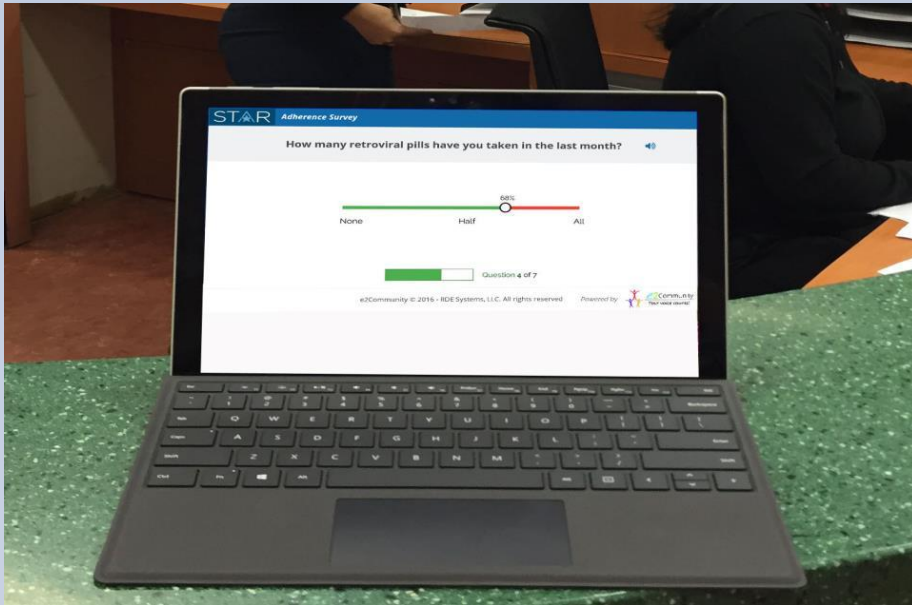 STAR Adherence Survey
How many retroviral pills have you taken in the last month?
68%
None Half All
Question 4 of 7
e2Community © 2016 - RDE Systems, LLC. All rights reserved Powered by e2Community
Q W E R T Y U I O P
A S D F G H J K L
Z X C V B N M